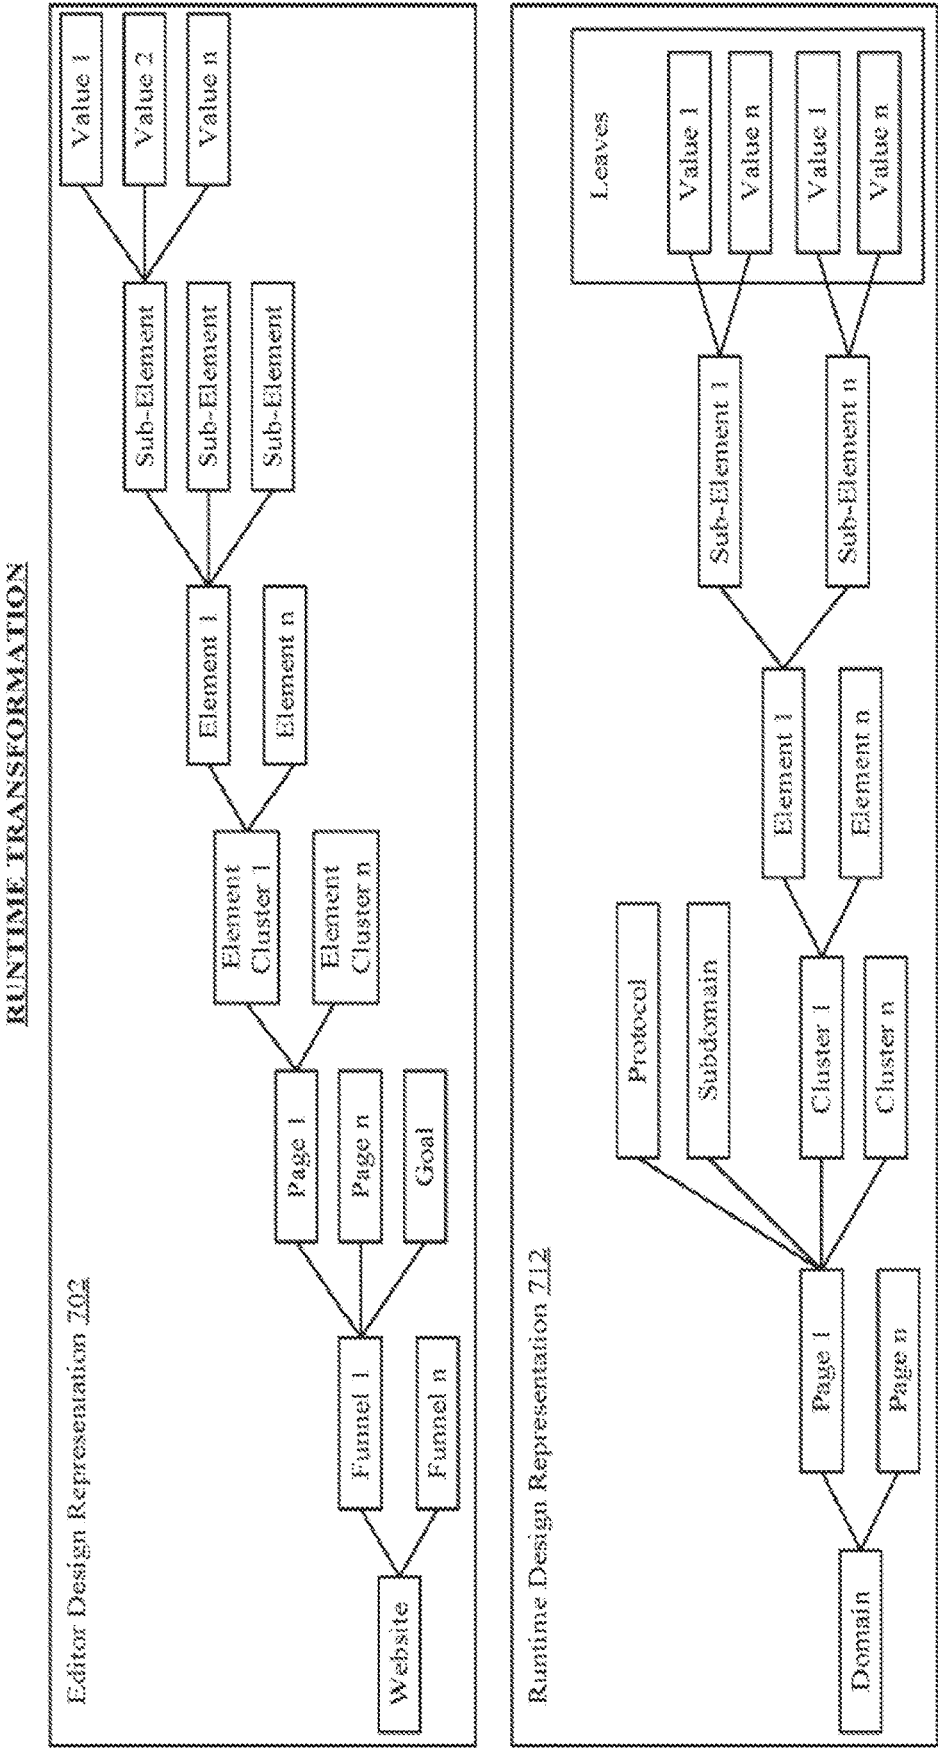 RUNTIME TRANSFORMATION
Editor Design Representation 702
Website
Funnel 1
Funnel n
Page 1
Page n
Goal
Element
Cluster 1
Element
Cluster n
Element 1
Element n
Sub-Element
Sub-Element
Sub-Element
Value 1
Value 2
Value n
Runtime Design Representation 712
Domain
Page 1
Page n
Protocol
Subdomain
Cluster 1
Cluster n
Element 1
Element n
Sub-Element 1
Sub-Element n
Leaves
Value 1
Value n
Value 1
Value n